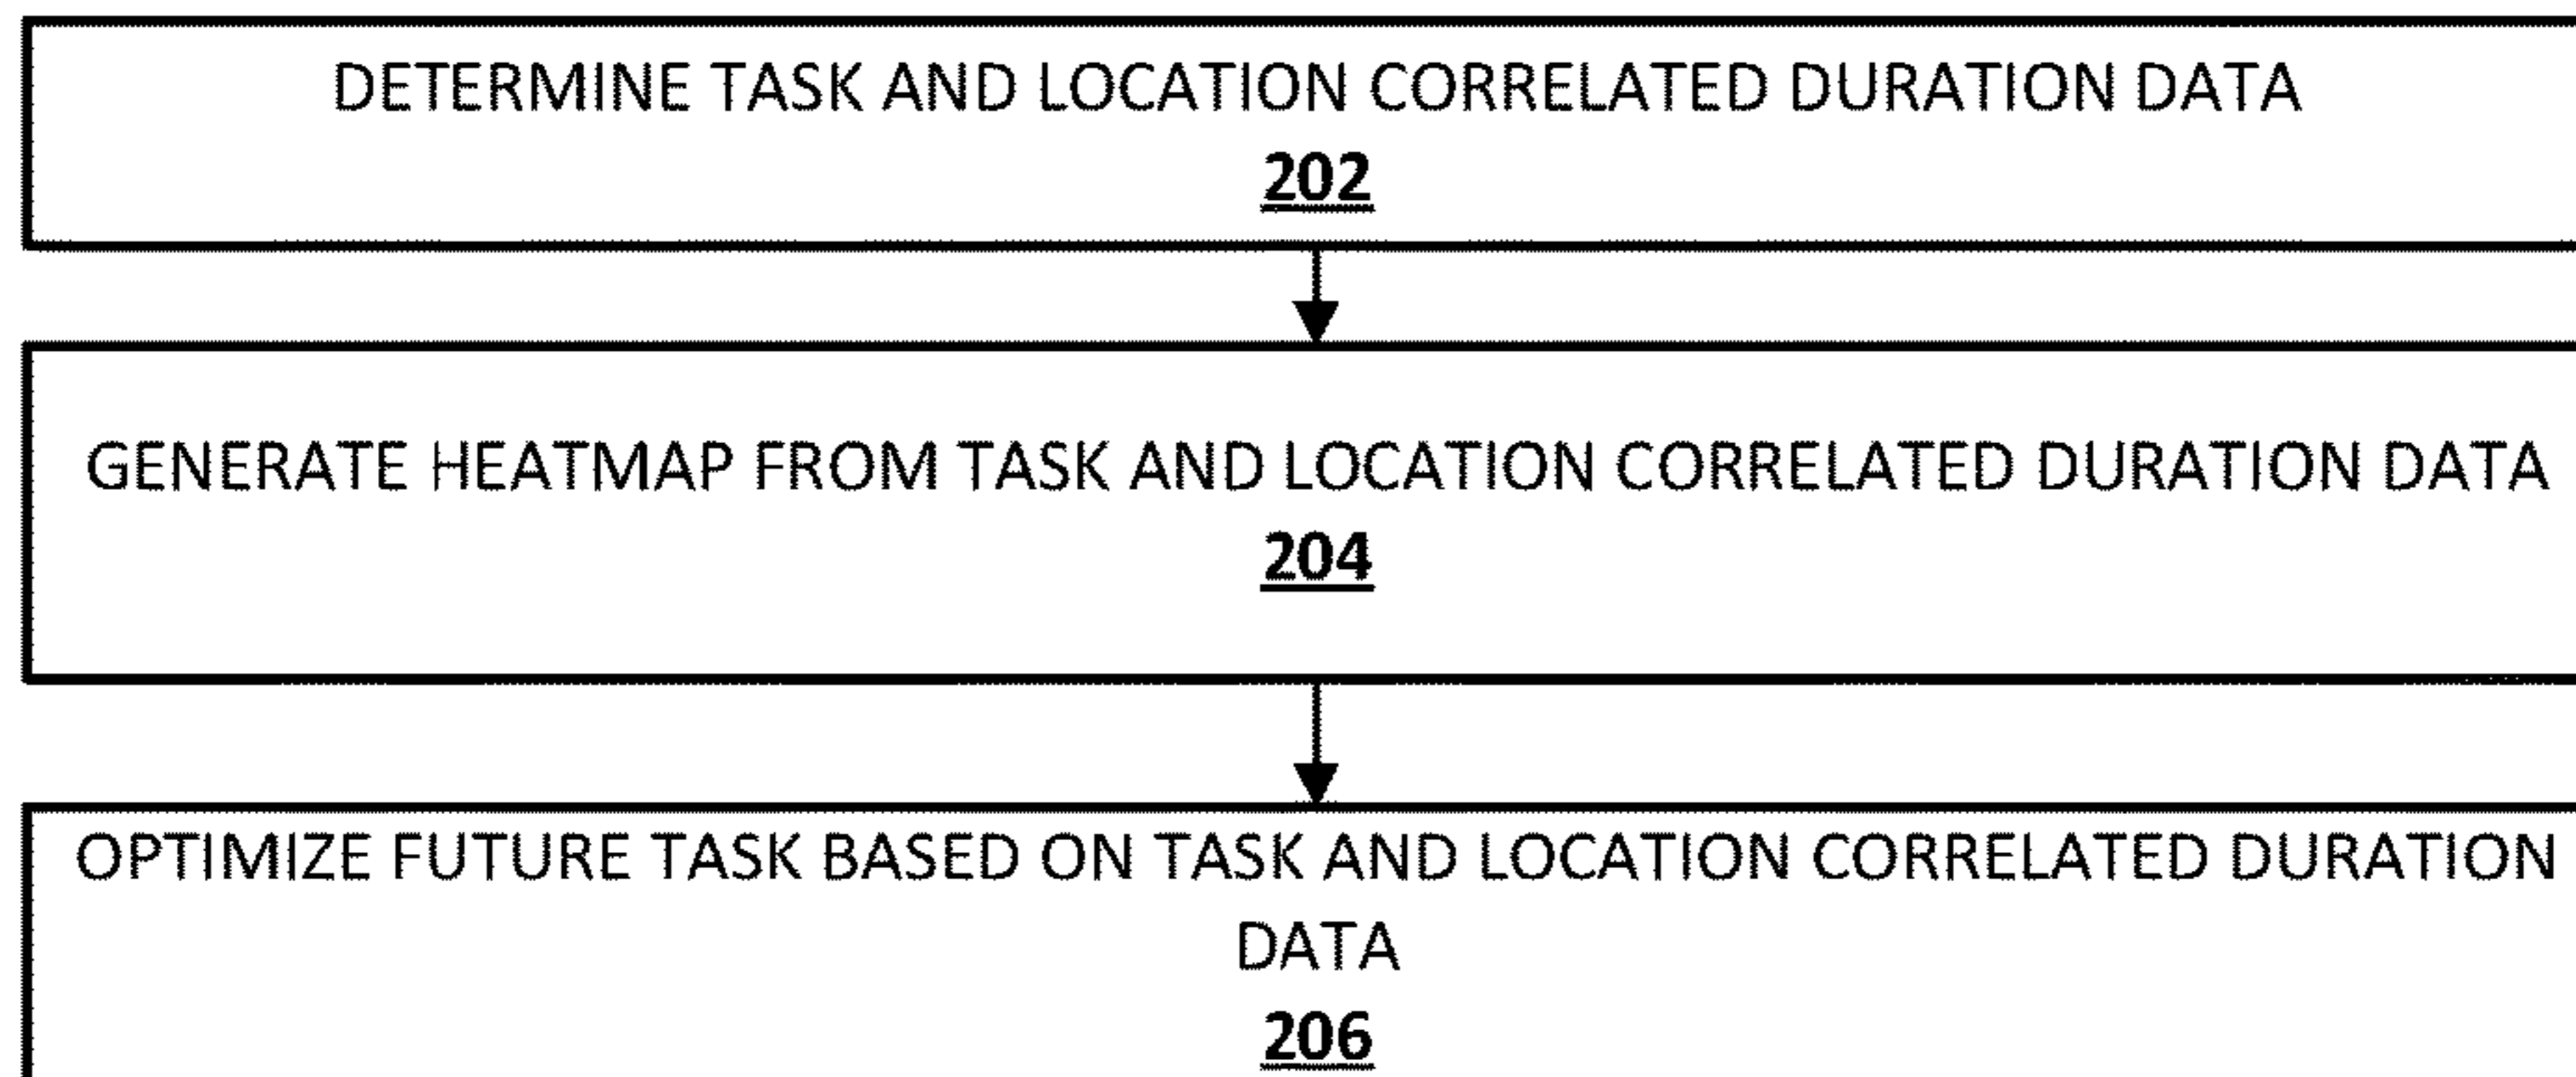 DETERMINE TASK AND LOCATION CORRELATED DURATION DATA
202
GENERATE HEATMAP FROM TASK AND LOCATION CORRELATED DURATION DATA
204
OPTIMIZE FUTURE TASK BASED ON TASK AND LOCATION CORRELATED DURATION
DATA
206